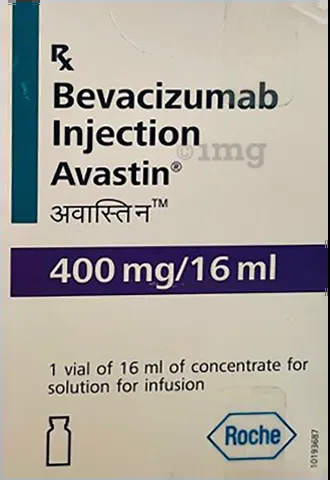 Rx
Bevacizumab
Injection
©1mg
Avastin®
अवास्तिन™
400 mg/16 ml
1 vial of 16 ml of concentrate for
solution for infusion
Roche
10193687